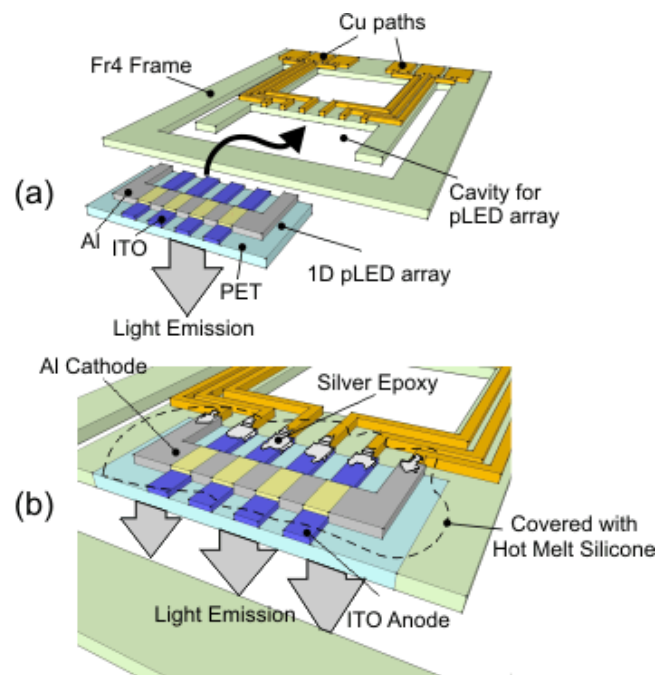 Cu paths
Fr4 Frame
(a)
Cavity for
pLED array
Al
ITO
1D pLED array
PET
Light Emission
Al Cathode
Silver Epoxy
(b)
Covered with
Hot Melt Silicone
Light Emission
ITO Anode